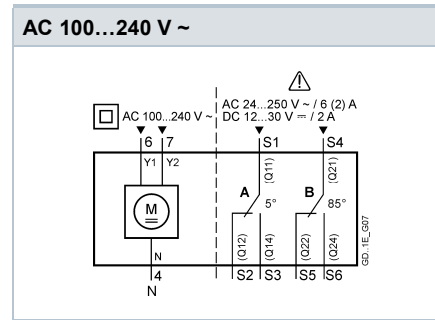 AC 100...240 V ~
AC 24...250 V ~ / 6 (2) A
AC 100...240 V ~ DC 12...30 V ⎓ / 2 A
6 7 S1 S4
Y1 Y2 (Q11) (Q21)
A B
M 5° 85°
N (Q12) (Q14) (Q22) (Q24)
4 S2 S3 S5 S6
N
GD..1E_G07